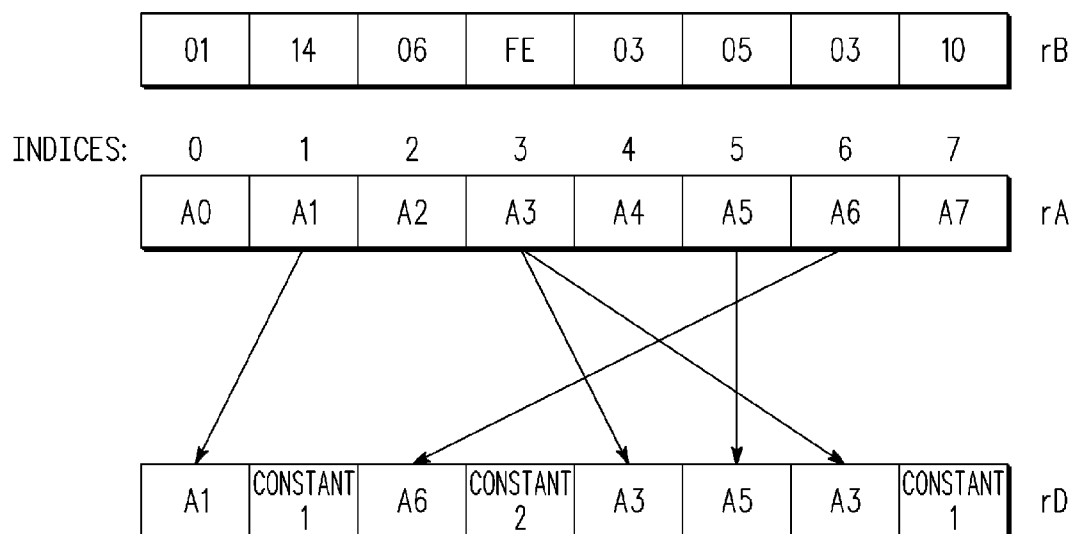 01 14 06 FE 03 05 03 10 rB
INDICES: 0 1 2 3 4 5 6 7
A0 A1 A2 A3 A4 A5 A6 A7 rA
A1 CONSTANT 1 A6 CONSTANT 2 A3 A5 A3 CONSTANT 1 rD